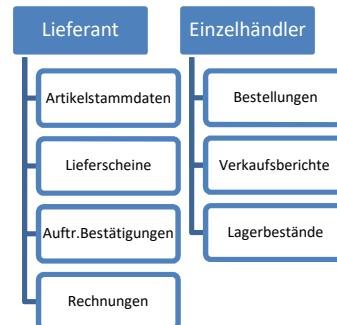 Lieferant
Artikelstammdaten
Lieferscheine
Auftr.Bestätigungen
Rechnungen
Einzelhändler
Bestellungen
Verkaufsberichte
Lagerbestände